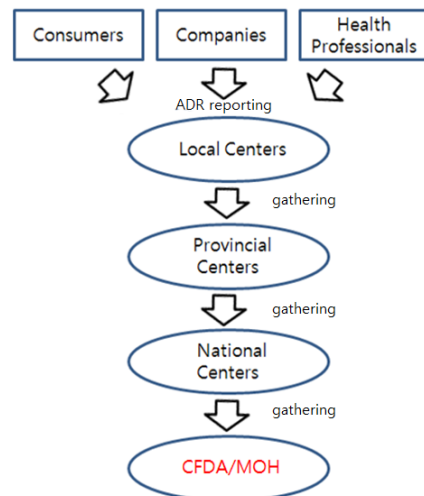 Consumers
Companies
Health
Professionals
ADR reporting
Local Centers
gathering
Provincial
Centers
gathering
National
Centers
gathering
CFDA/MOH